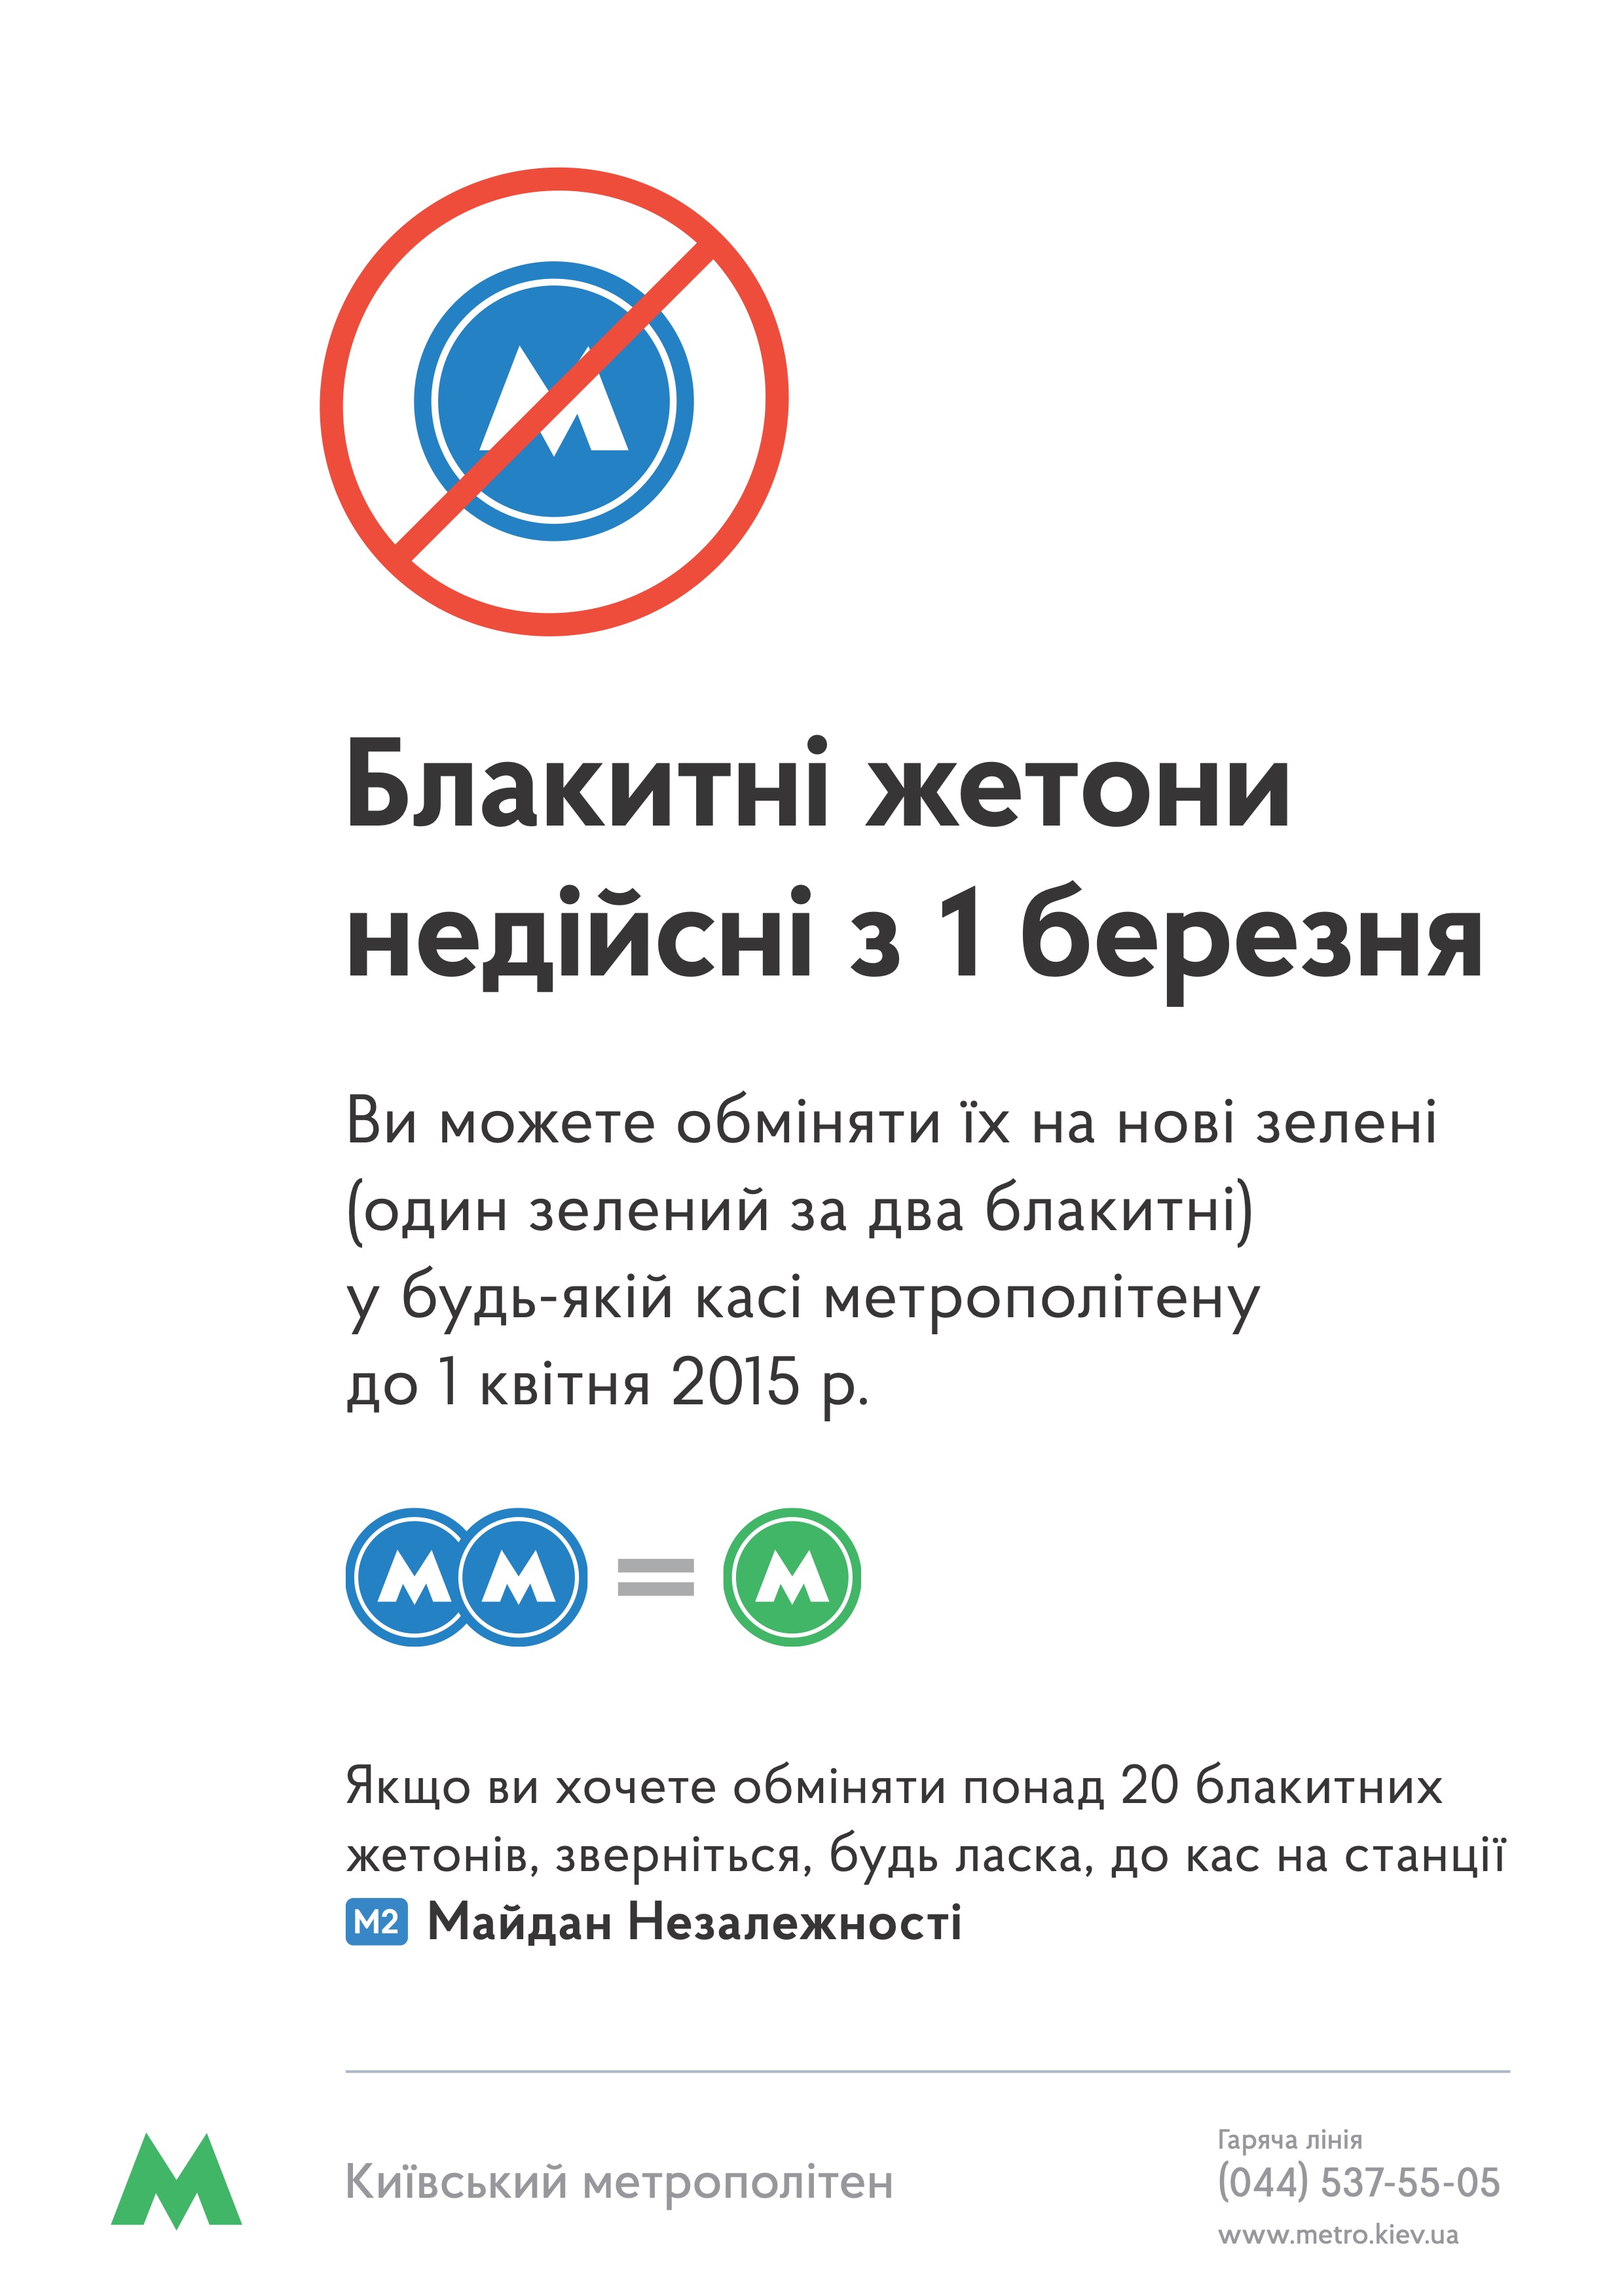 Блакитні жетони
недійсні з 1 березня
Ви можете обміняти їх на нові зелені
(один зелений за два блакитні)
у будь-якій касі метрополітену
до 1 квітня 2015 р.
Якщо ви хочете обміняти понад 20 блакитних
жетонів, зверніться, будь ласка, до кас на станції
М2 Майдан Незалежності
Київський метрополітен
Гаряча лінія
(044) 537-55-05
www.metro.kiev.ua